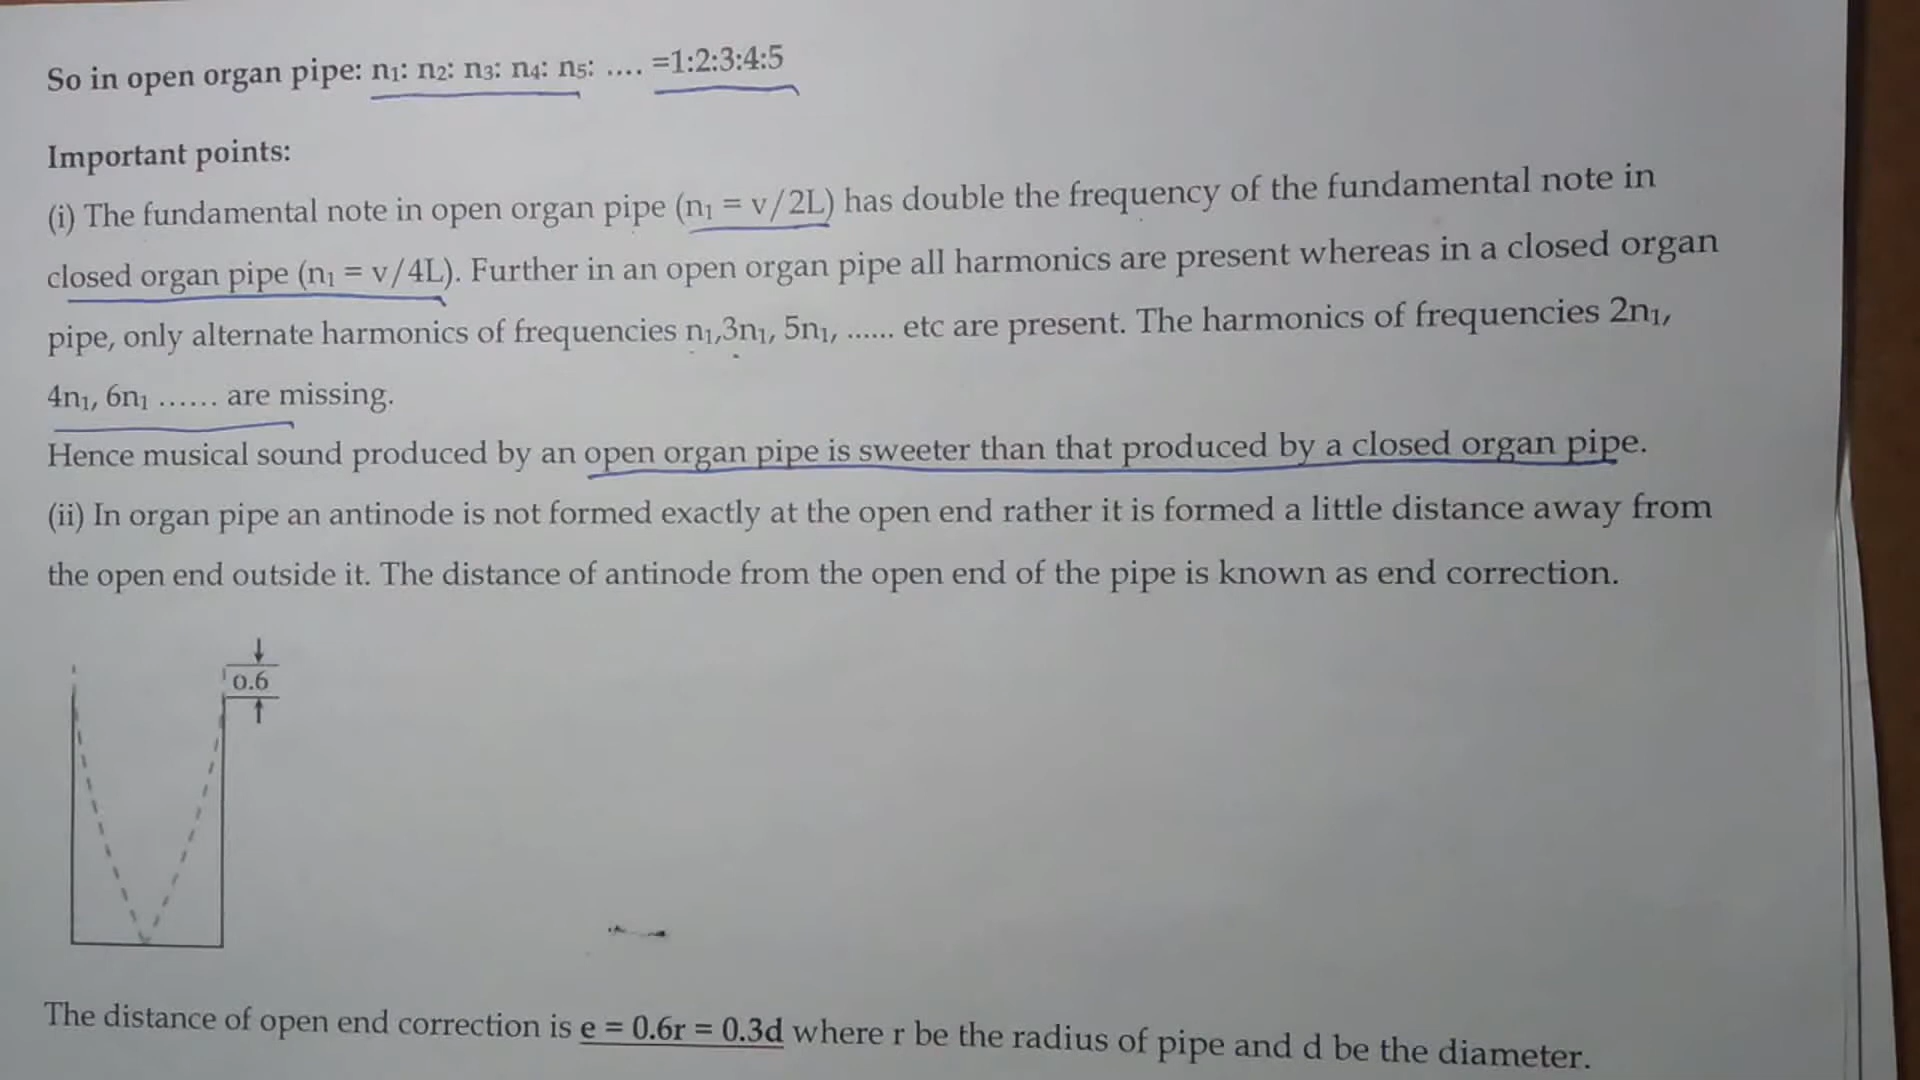 So in open organ pipe: n₁: n₂: n₃: n₄: n₅: .... =1:2:3:4:5
Important points:
(i) The fundamental note in open organ pipe (n₁ = v/2L) has double the frequency of the fundamental note in
closed organ pipe (n₁ = v/4L). Further in an open organ pipe all harmonics are present whereas in a closed organ
pipe, only alternate harmonics of frequencies n₁,3n₁, 5n₁, ...... etc are present. The harmonics of frequencies 2n₁,
4n₁, 6n₁ ...... are missing.
Hence musical sound produced by an open organ pipe is sweeter than that produced by a closed organ pipe.
(ii) In organ pipe an antinode is not formed exactly at the open end rather it is formed a little distance away from
the open end outside it. The distance of antinode from the open end of the pipe is known as end correction.
0.6
The distance of open end correction is e = 0.6r = 0.3d where r be the radius of pipe and d be the diameter.